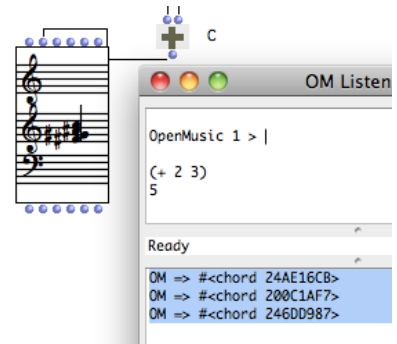 C
OM Listen
OpenMusic 1 > |
(+ 2 3)
5
Ready
OM => #<chord 24AE16CB>
OM => #<chord 200C1AF7>
OM => #<chord 246DD987>